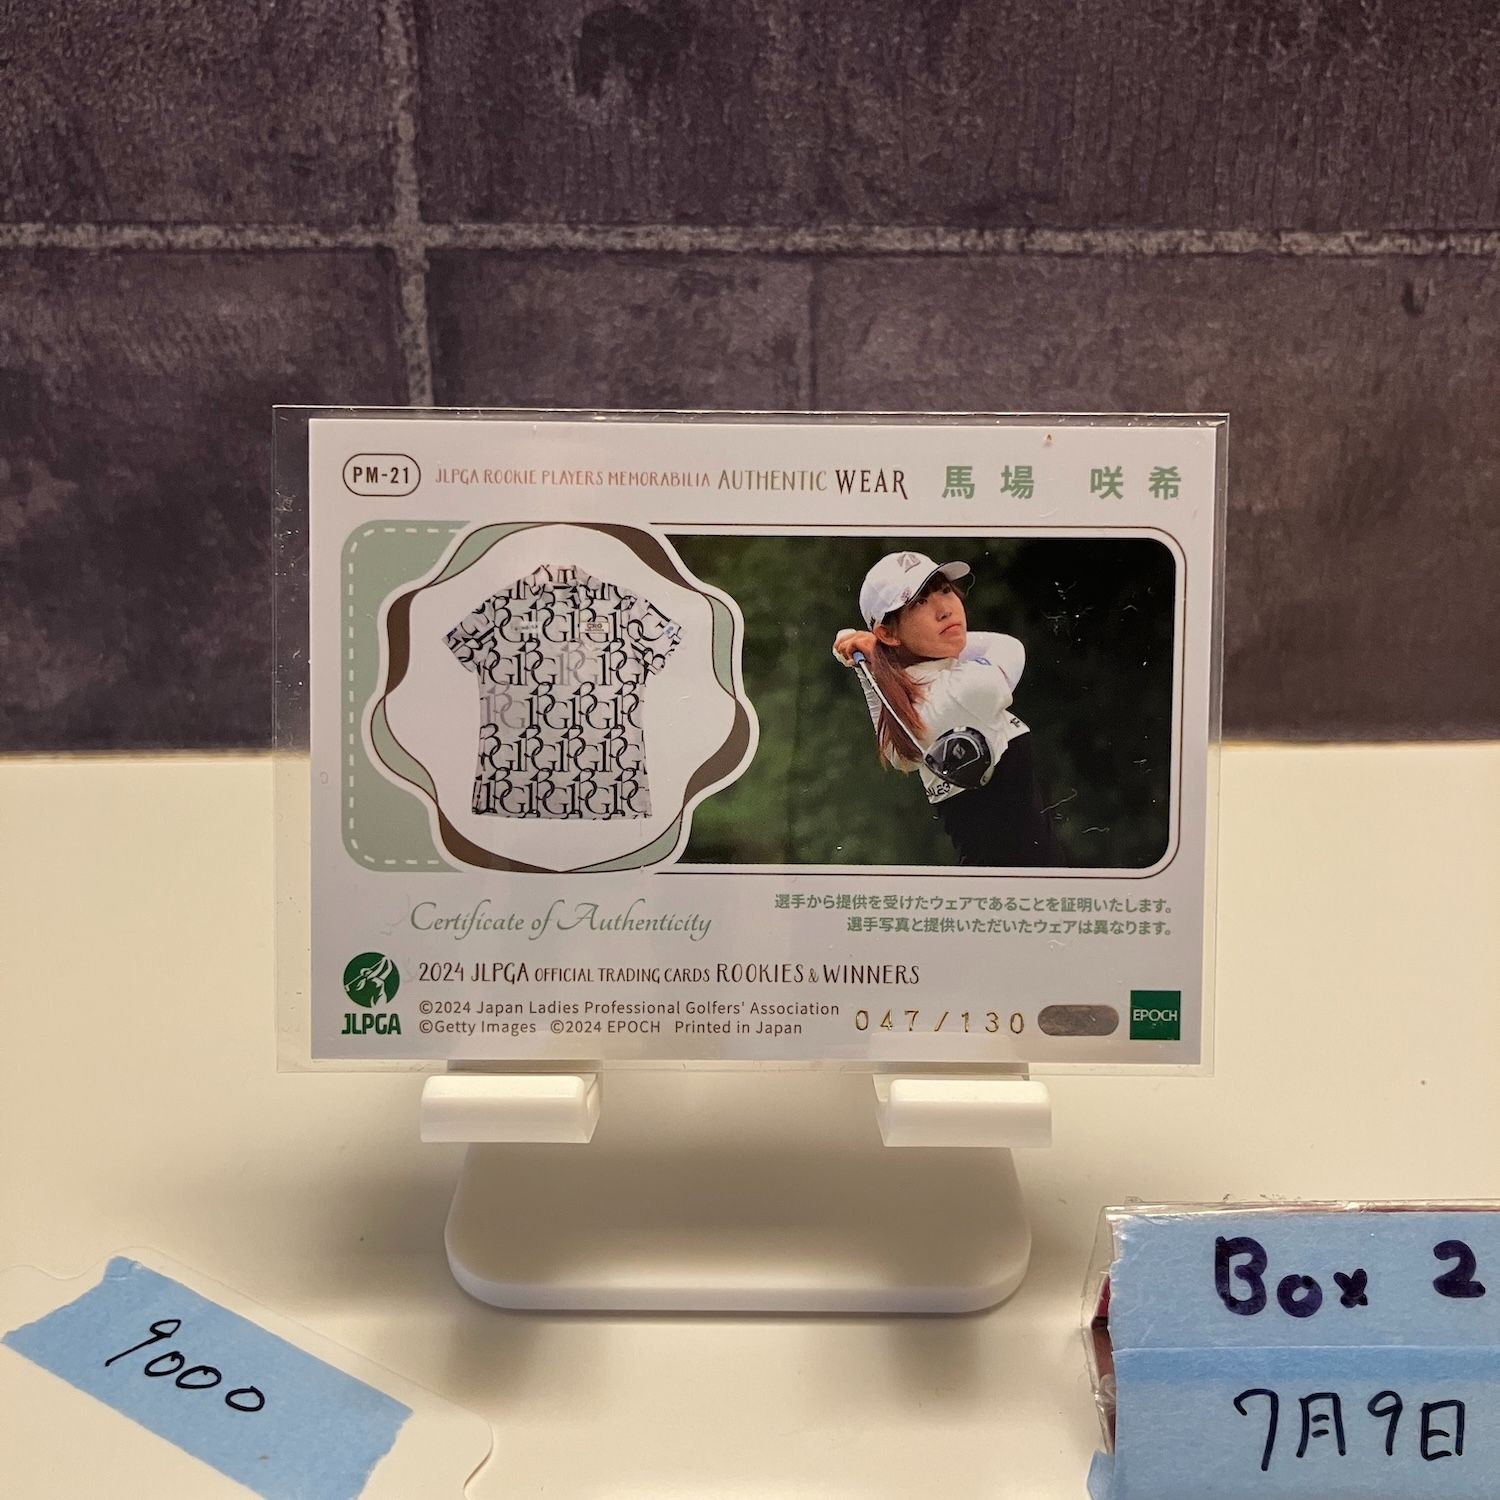 PM-21 JLPGA ROOKIE PLAYERS MEMORABILIA AUTHENTIC WEAR 馬場 咲希
Certificate of Authenticity
選手から提供を受けたウェアであることを証明いたします。
選手写真と提供いただいたウェアは異なります。
2024 JLPGA OFFICIAL TRADING CARDS ROOKIES & WINNERS
©2024 Japan Ladies Professional Golfers' Association
©Getty Images ©2024 EPOCH Printed in Japan
JLPGA
047/130
EPOCH
9000
Box 2
7月9日